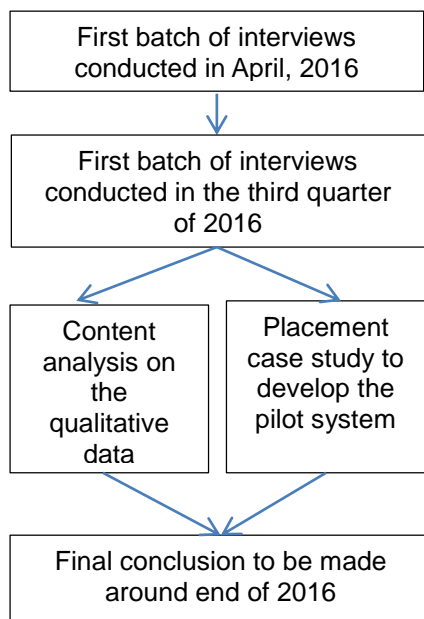 First batch of interviews
conducted in April, 2016
First batch of interviews
conducted in the third quarter
of 2016
Content
analysis on
the
qualitative
data
Placement
case study to
develop the
pilot system
Final conclusion to be made
around end of 2016